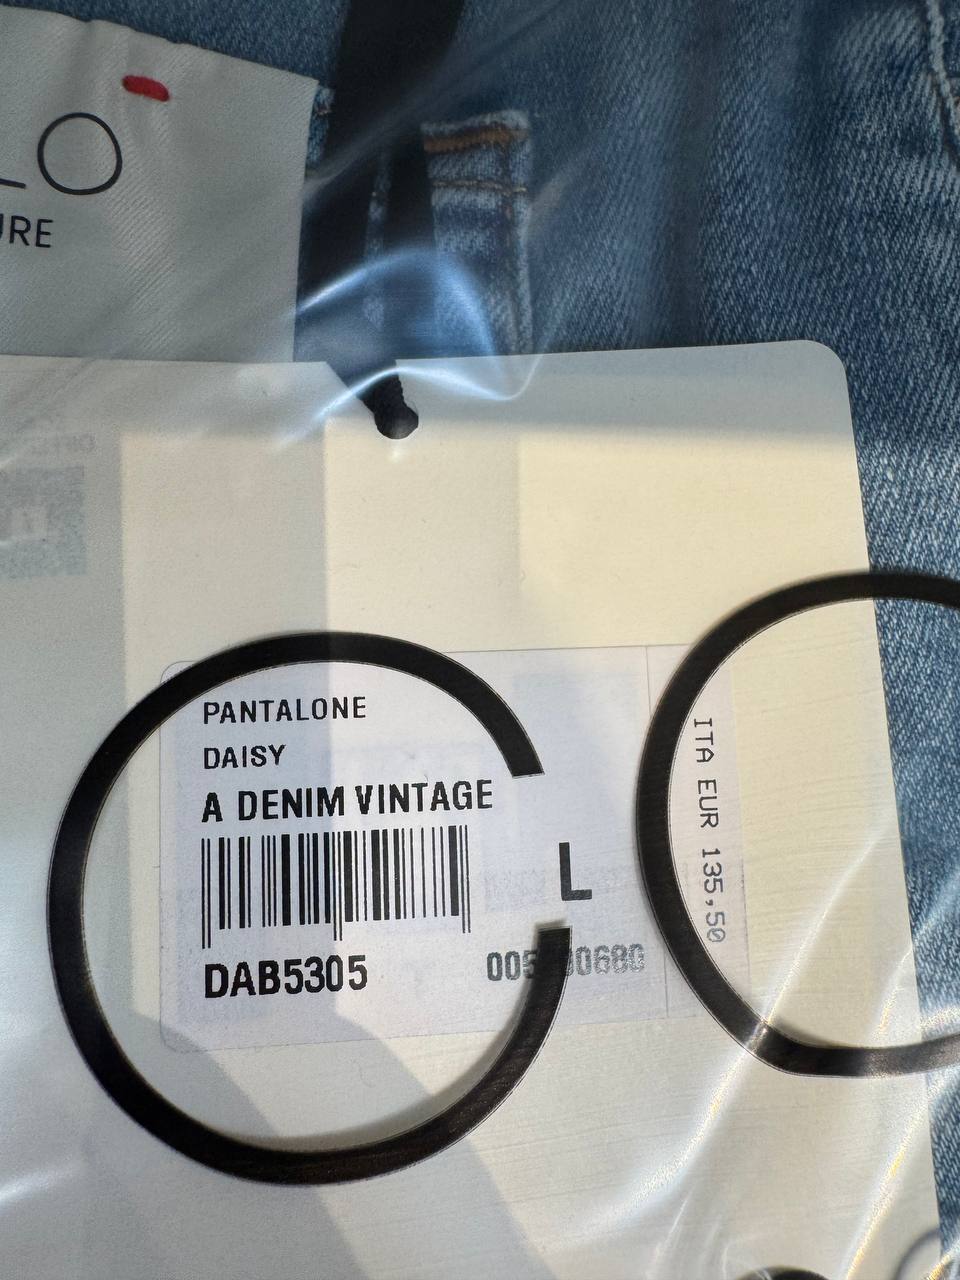 LO
URE
PANTALONE
DAISY
A DENIM VINTAGE
L
DAB5305
ITA EUR 135,50